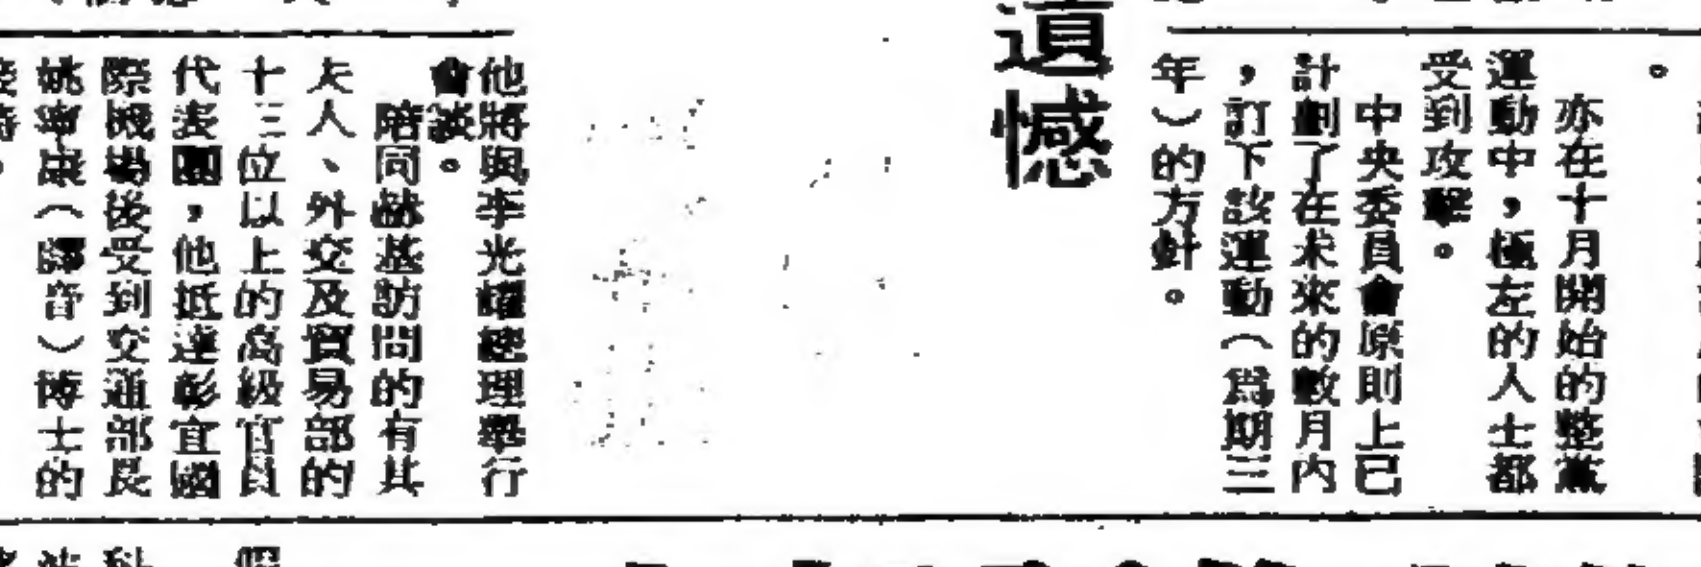 亦在十月開始的整黨
運動中，極左的人士都
受到攻擊。
中央委員會原則上已
計劃了在未來的數月內
，訂下該運動（爲期三
年）的方針。
遺憾
他將與李光耀總理舉行
會談。
陪同赫基訪問的有其
夫人、外交及貿易部的
十三位以上的高級官員
代表團，他抵達彰宜國
際機場後受到交通部長
姚寧康（譯音）博士的